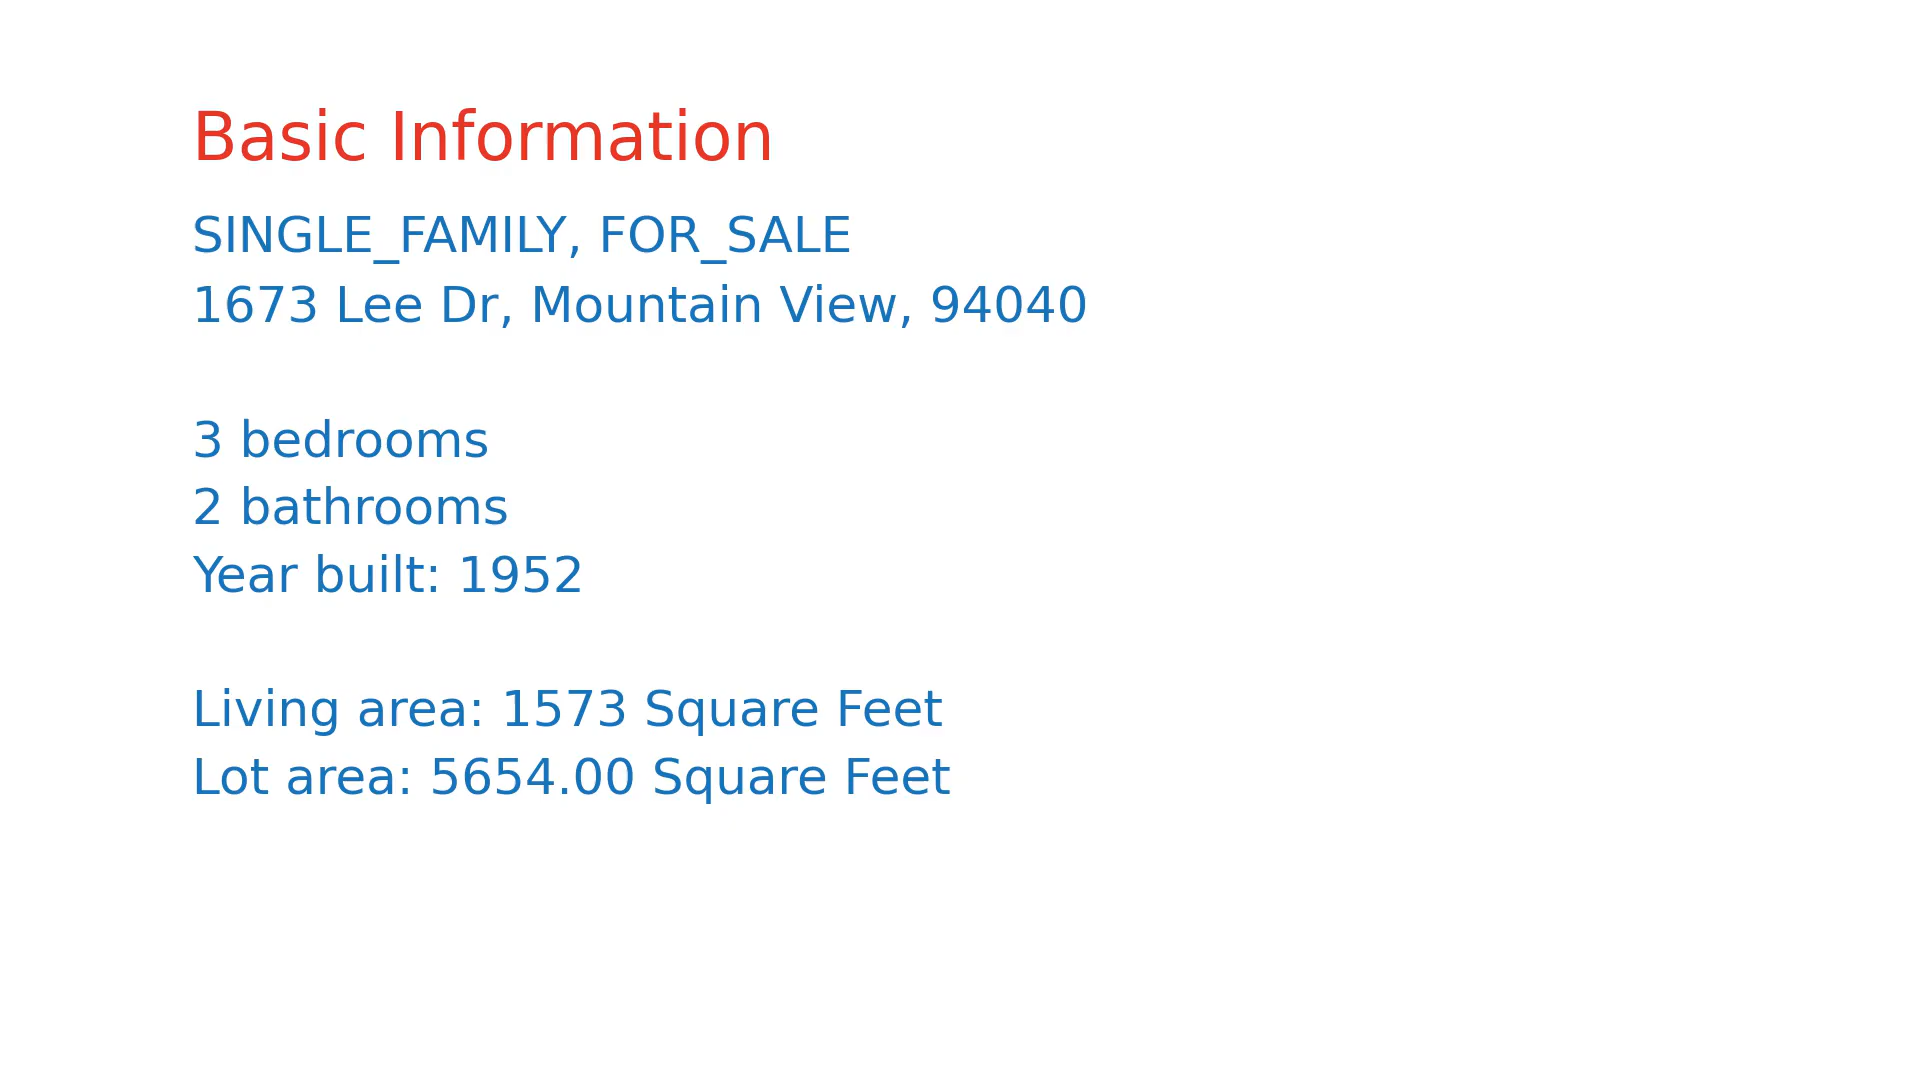 Basic Information
SINGLE_FAMILY, FOR_SALE
1673 Lee Dr, Mountain View, 94040
3 bedrooms
2 bathrooms
Year built: 1952
Living area: 1573 Square Feet
Lot area: 5654.00 Square Feet